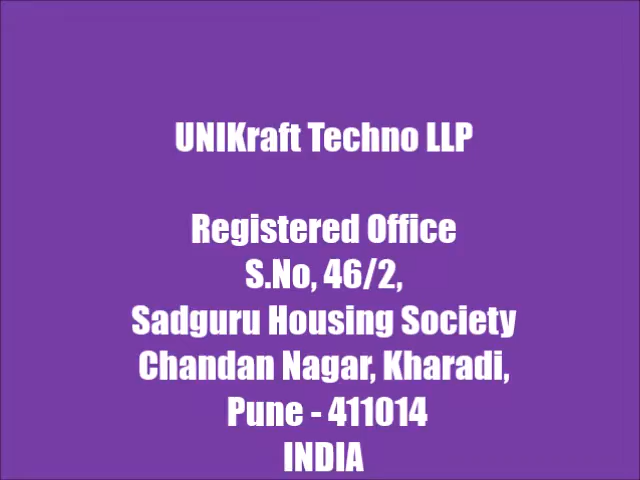 UNIKraft Techno LLP
Registered Office
S.No, 46/2,
Sadguru Housing Society
Chandan Nagar, Kharadi,
Pune - 411014
INDIA